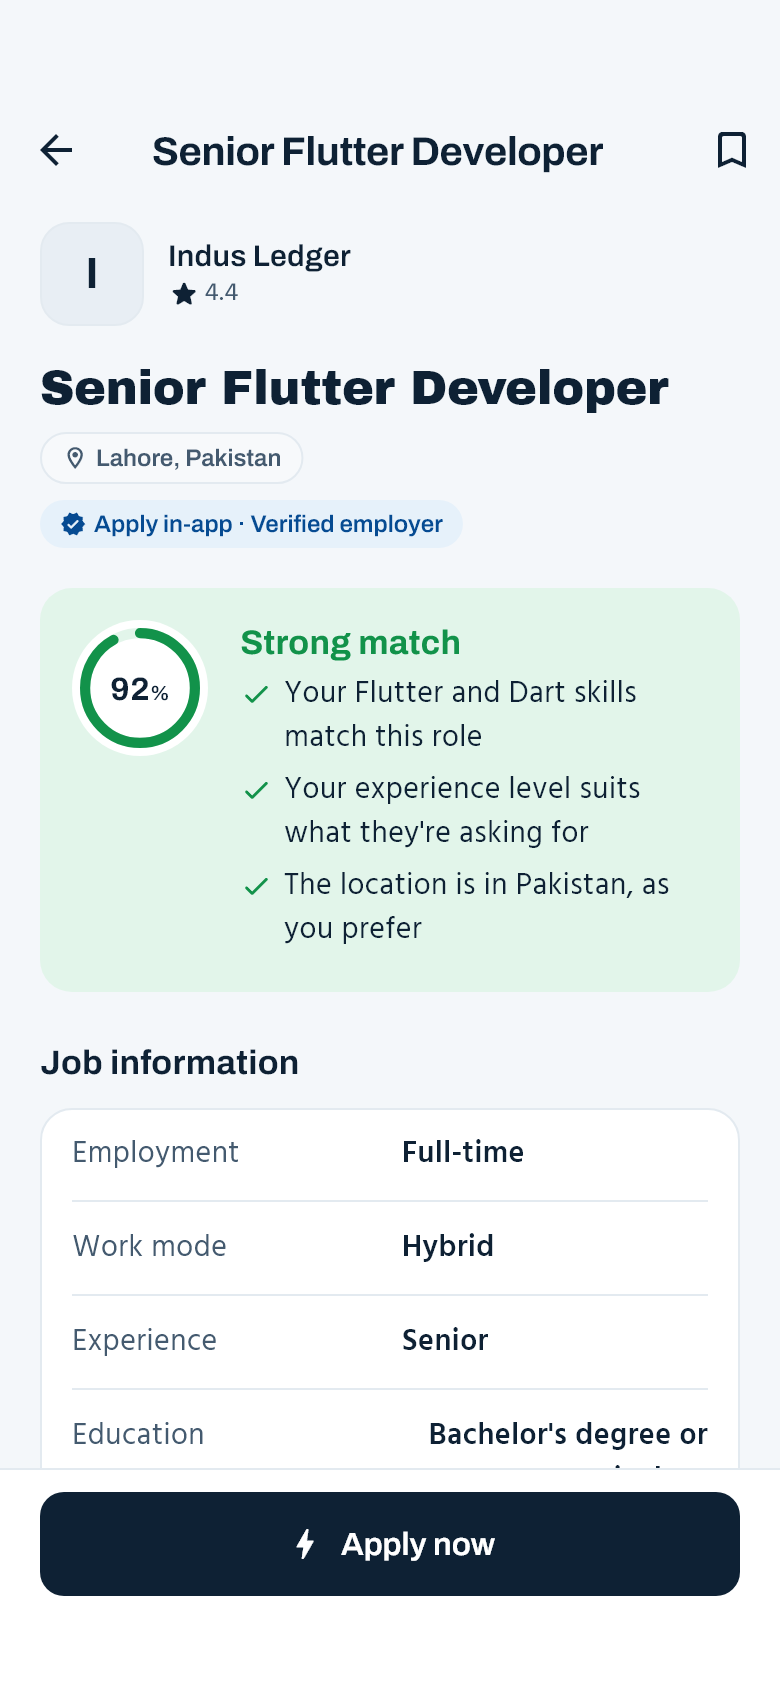 Senior Flutter Developer
I
Indus Ledger
4.4
Senior Flutter Developer
Lahore, Pakistan
Apply in-app · Verified employer
92%
Strong match
Your Flutter and Dart skills
match this role
Your experience level suits
what they're asking for
The location is in Pakistan, as
you prefer
Job information
Employment Full-time
Work mode Hybrid
Experience Senior
Education Bachelor's degree or
Apply now